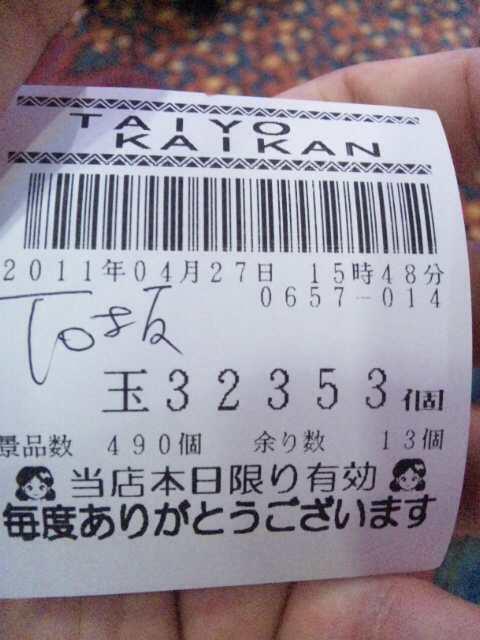 TAIYO
KAIKAN
2011年04月27日 15時48分
0657-014
玉32353個
景品数 490個 余り数 13個
当店本日限り有効
毎度ありがとうございます